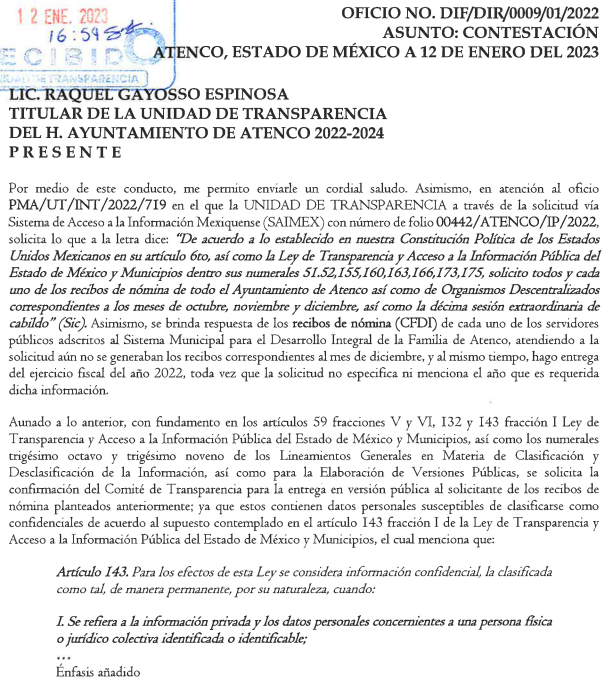 12 ENE. 2023
16:59
RECIBIDO
UNIDAD DE TRANSPARENCIA
OFICIO NO. DIF/DIR/0009/01/2022
ASUNTO: CONTESTACIÓN
ATENCO, ESTADO DE MÉXICO A 12 DE ENERO DEL 2023
LIC. RAQUEL GAYOSSO ESPINOSA
TITULAR DE LA UNIDAD DE TRANSPARENCIA
DEL H. AYUNTAMIENTO DE ATENCO 2022-2024
P R E S E N T E
Por medio de este conducto, me permito enviarle un cordial saludo. Asimismo, en atención al oficio
PMA/UT/INT/2022/719 en el que la UNIDAD DE TRANSPARENCIA a través de la solicitud vía
Sistema de Acceso a la Información Mexiquense (SAIMEX) con número de folio 00442/ATENCO/IP/2022,
solicita lo que a la letra dice: "De acuerdo a lo establecido en nuestra Constitución Política de los Estados
Unidos Mexicanos en su artículo 6to, así como la Ley de Transparencia y Acceso a la Información Pública del
Estado de México y Municipios dentro sus numerales 51.52,155,160,163,166,173,175, solicito todos y cada
uno de los recibos de nómina de todo el Ayuntamiento de Atenco así como de Organismos Descentralizados
correspondientes a los meses de octubre, noviembre y diciembre, así como la décima sesión extraordinaria de
cabildo" (Sic). Asimismo, se brinda respuesta de los recibos de nómina (CFDI) de cada uno de los servidores
públicos adscritos al Sistema Municipal para el Desarrollo Integral de la Familia de Atenco, atendiendo a la
solicitud aún no se generaban los recibos correspondientes al mes de diciembre, y al mismo tiempo, hago entrega
del ejercicio fiscal del año 2022, toda vez que la solicitud no especifica ni menciona el año que es requerida
dicha información.
Aunado a lo anterior, con fundamento en los artículos 59 fracciones V y VI, 132 y 143 fracción I Ley de
Transparencia y Acceso a la Información Pública del Estado de México y Municipios, así como los numerales
trigésimo octavo y trigésimo noveno de los Lineamientos Generales en Materia de Clasificación y
Desclasificación de la Información, así como para la Elaboración de Versiones Públicas, se solicita la
confirmación del Comité de Transparencia para la entrega en versión pública al solicitante de los recibos de
nómina planteados anteriormente; ya que estos contienen datos personales susceptibles de clasificarse como
confidenciales de acuerdo al supuesto contemplado en el artículo 143 fracción I de la Ley de Transparencia y
Acceso a la Información Pública del Estado de México y Municipios, el cual menciona que:
Artículo 143. Para los efectos de esta Ley se considera información confidencial, la clasificada
como tal, de manera permanente, por su naturaleza, cuando:
I. Se refiera a la información privada y los datos personales concernientes a una persona física
o jurídico colectiva identificada o identificable;
...
Énfasis añadido